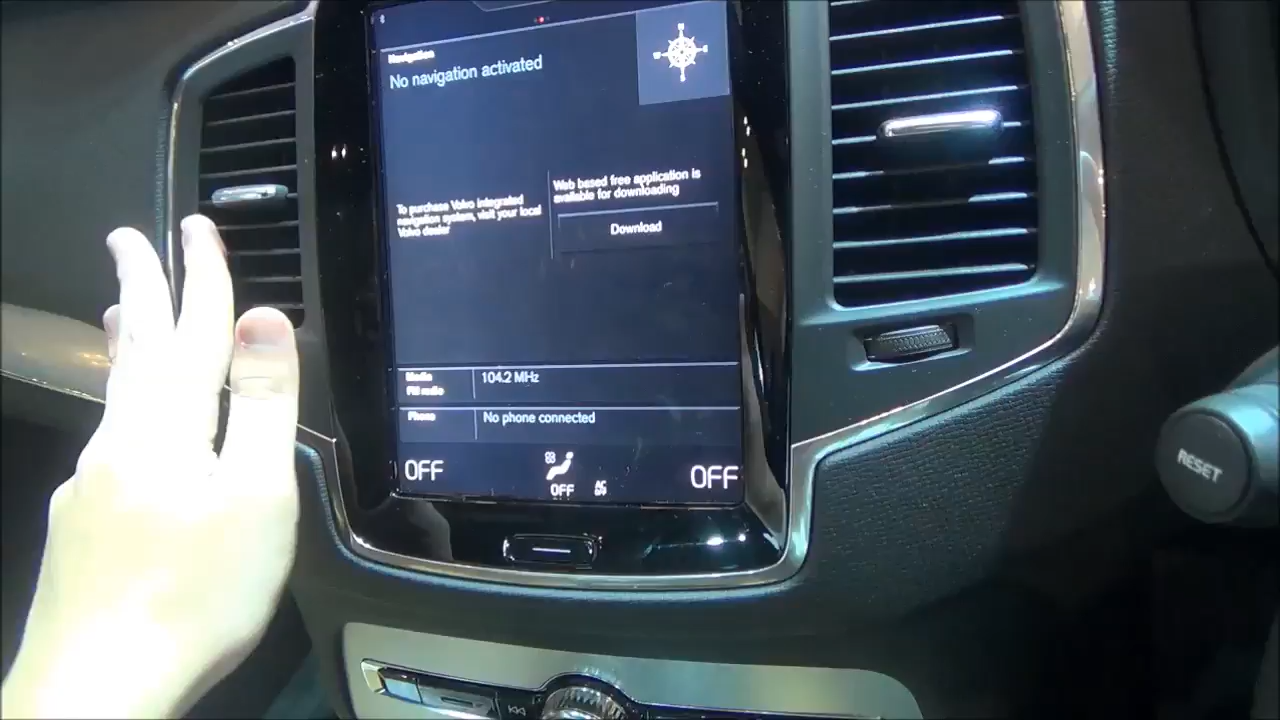 Navigation
No navigation activated
To purchase Volvo integrated
navigation system, visit your local
Volvo dealer
Web based free application is
available for downloading
Download
Media
FM radio
104.2 MHz
Phone
No phone connected
OFF
OFF
AC
OFF
OFF
RESET